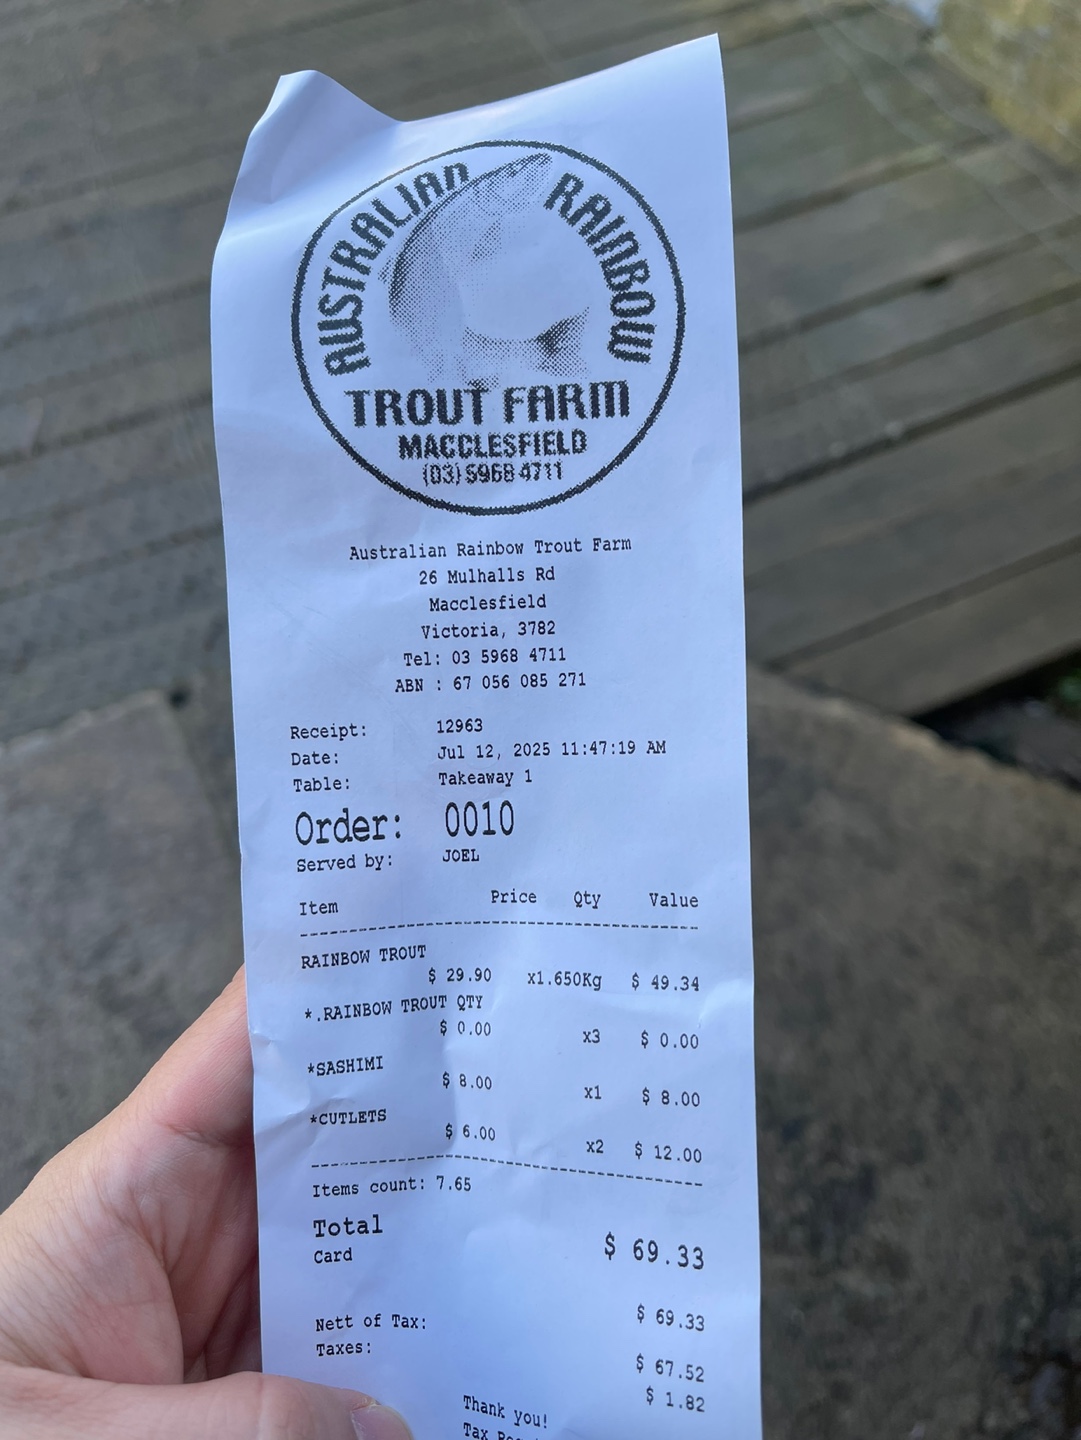 AUSTRALIAN RAINBOW
TROUT FARM
MACCLESFIELD
(03) 5968 4711
Australian Rainbow Trout Farm
26 Mulhalls Rd
Macclesfield
Victoria, 3782
Tel: 03 5968 4711
ABN : 67 056 085 271
Receipt: 12963
Date: Jul 12, 2025 11:47:19 AM
Table: Takeaway 1
Order: 0010
Served by: JOEL
Item Price Qty Value
RAINBOW TROUT
$ 29.90 x1.650Kg $ 49.34
*.RAINBOW TROUT QTY
$ 0.00 x3 $ 0.00
*SASHIMI
$ 8.00 x1 $ 8.00
*CUTLETS
$ 6.00 x2 $ 12.00
Items count: 7.65
Total $ 69.33
Card $ 69.33
Nett of Tax: $ 67.52
Taxes: $ 1.82
Thank you!
Tax